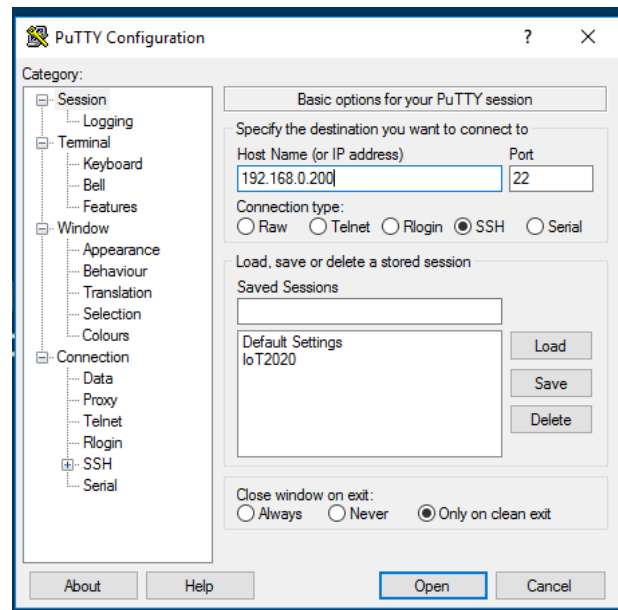 PuTTY Configuration
Category:
Session
Logging
Terminal
Keyboard
Bell
Features
Window
Appearance
Behaviour
Translation
Selection
Colours
Connection
Data
Proxy
Telnet
Rlogin
SSH
Serial
Basic options for your PuTTY session
Specify the destination you want to connect to
Host Name (or IP address) Port
192.168.0.200 22
Connection type:
Raw Telnet Rlogin SSH Serial
Load, save or delete a stored session
Saved Sessions
Default Settings
IoT2020
Load
Save
Delete
Close window on exit:
Always Never Only on clean exit
About Help Open Cancel